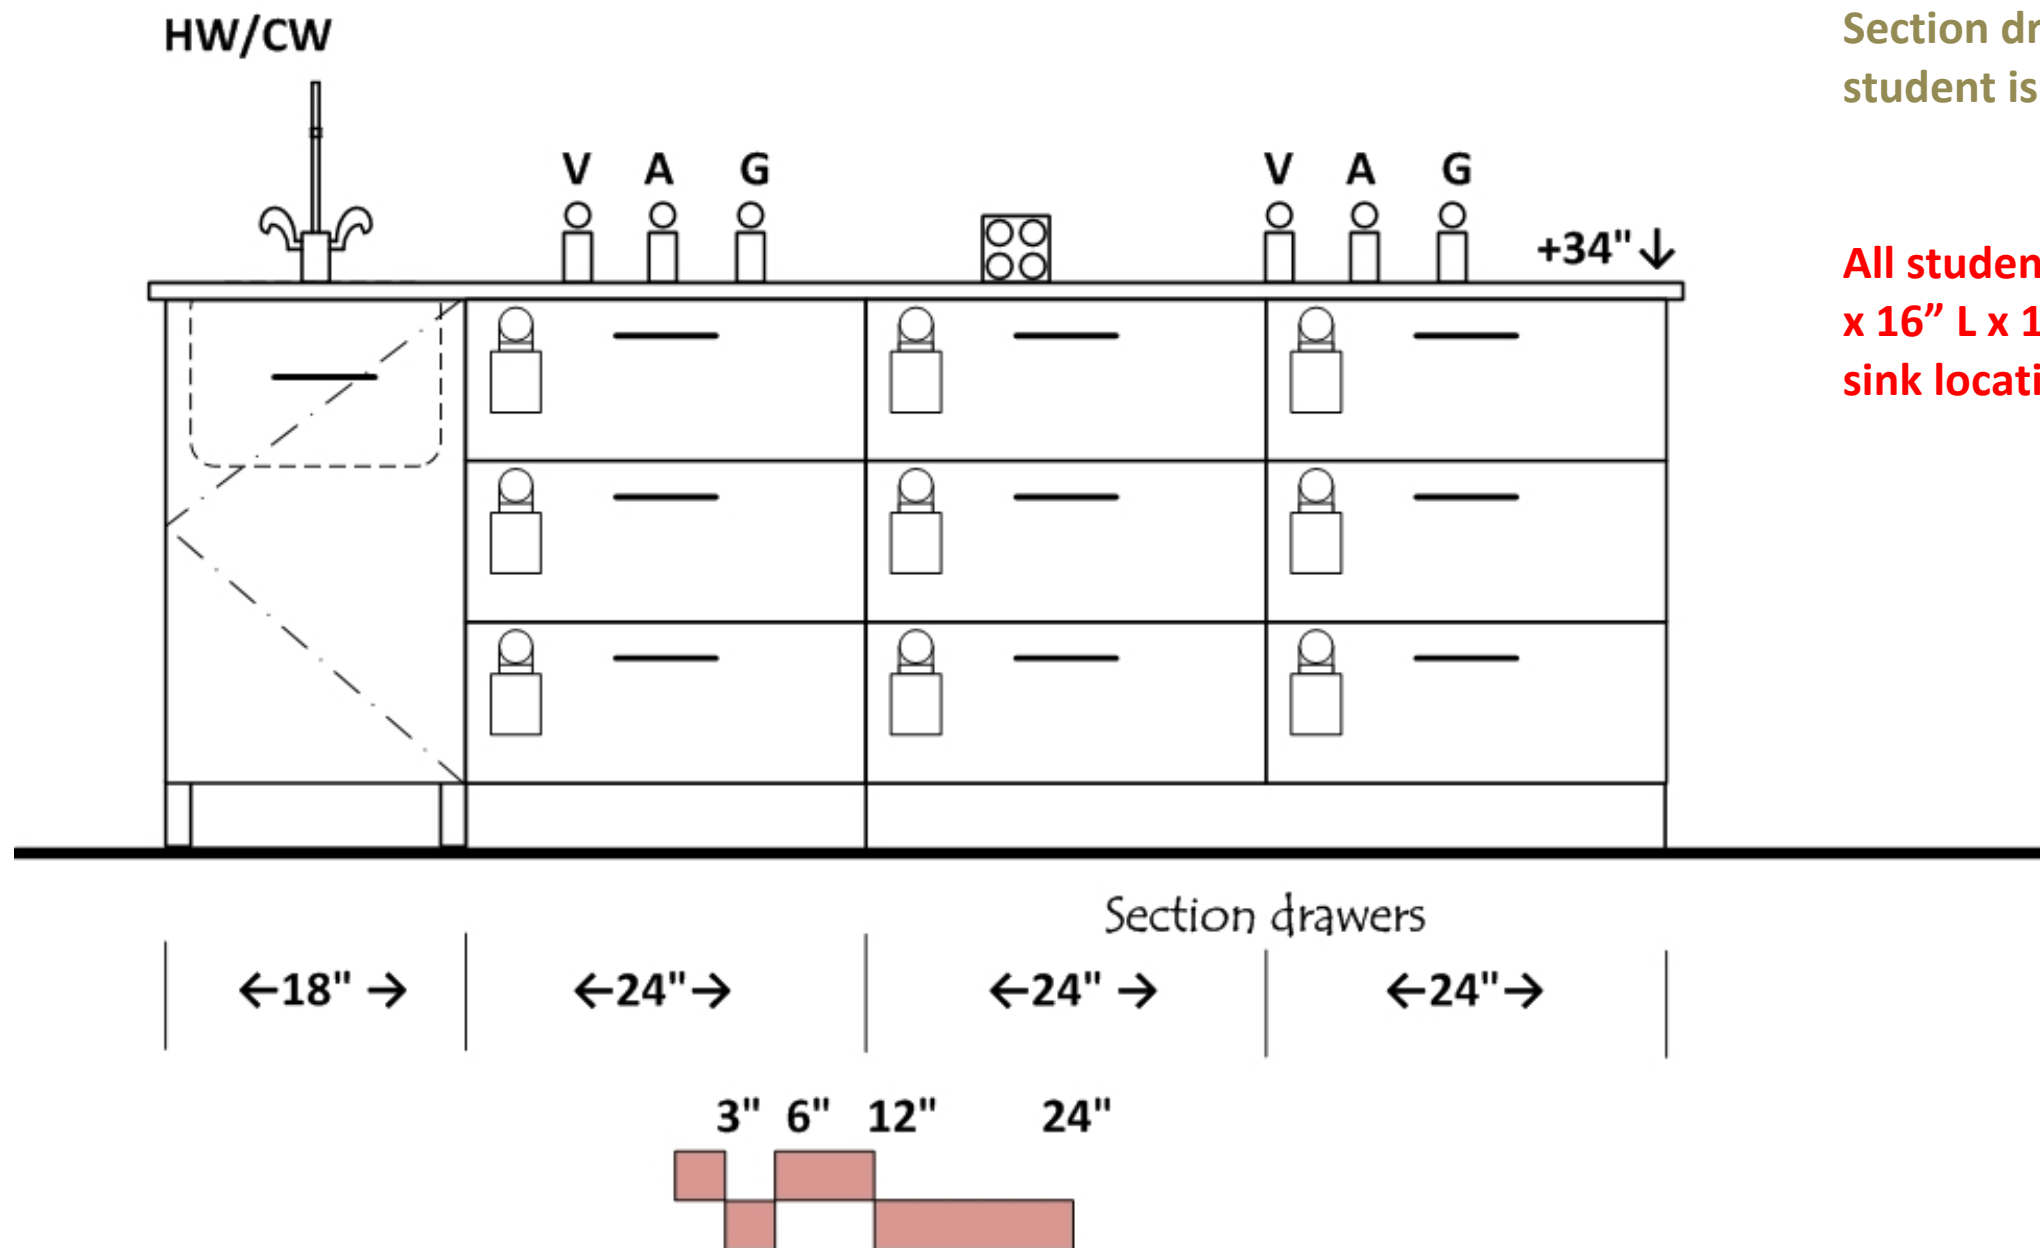 HW/CW
Section dr
student is
V A G
V A G
+34" ↓
All studen
x 16” L x 1
sink locati
Section drawers
←18" →
←24"→
←24" →
←24"→
3" 6" 12" 24"